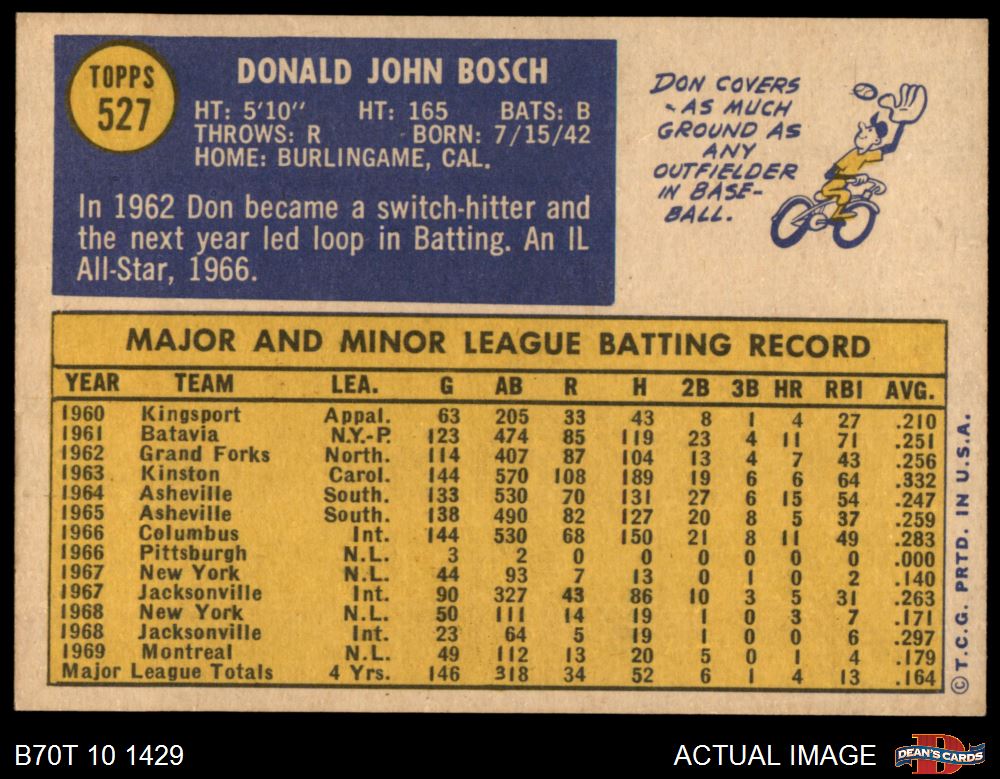 TOPPS
527
DONALD JOHN BOSCH
HT: 5'10" HT: 165 BATS: B
THROWS: R BORN: 7/15/42
HOME: BURLINGAME, CAL.
In 1962 Don became a switch-hitter and
the next year led loop in Batting. An IL
All-Star, 1966.
DON COVERS
AS MUCH
GROUND AS
ANY
OUTFIELDER
IN BASE-
BALL.
MAJOR AND MINOR LEAGUE BATTING RECORD
YEAR TEAM LEA. G AB R H 2B 3B HR RBI AVG.
1960 Kingsport Appal. 63 205 33 43 8 1 4 27 .210
1961 Batavia N.Y.-P. 123 474 85 119 23 4 11 71 .251
1962 Grand Forks North. 114 407 87 104 13 4 7 43 .256
1963 Kinston Carol. 144 570 108 189 19 6 6 64 .332
1964 Asheville South. 133 530 70 131 27 6 15 54 .247
1965 Asheville South. 138 490 82 127 20 8 5 37 .259
1966 Columbus Int. 144 530 68 150 21 8 11 49 .283
1966 Pittsburgh N.L. 3 2 0 0 0 0 0 0 .000
1967 New York N.L. 44 93 7 13 0 1 0 2 .140
1967 Jacksonville Int. 90 327 43 86 10 3 5 31 .263
1968 New York N.L. 50 111 14 19 1 0 3 7 .171
1968 Jacksonville Int. 23 64 5 19 1 0 0 6 .297
1969 Montreal N.L. 49 112 13 20 5 0 1 4 .179
Major League Totals 4 Yrs. 146 318 34 52 6 1 4 13 .164
© T.C.G. PRTD. IN U.S.A.
B70T 10 1429
ACTUAL IMAGE
DEAN'S CARDS